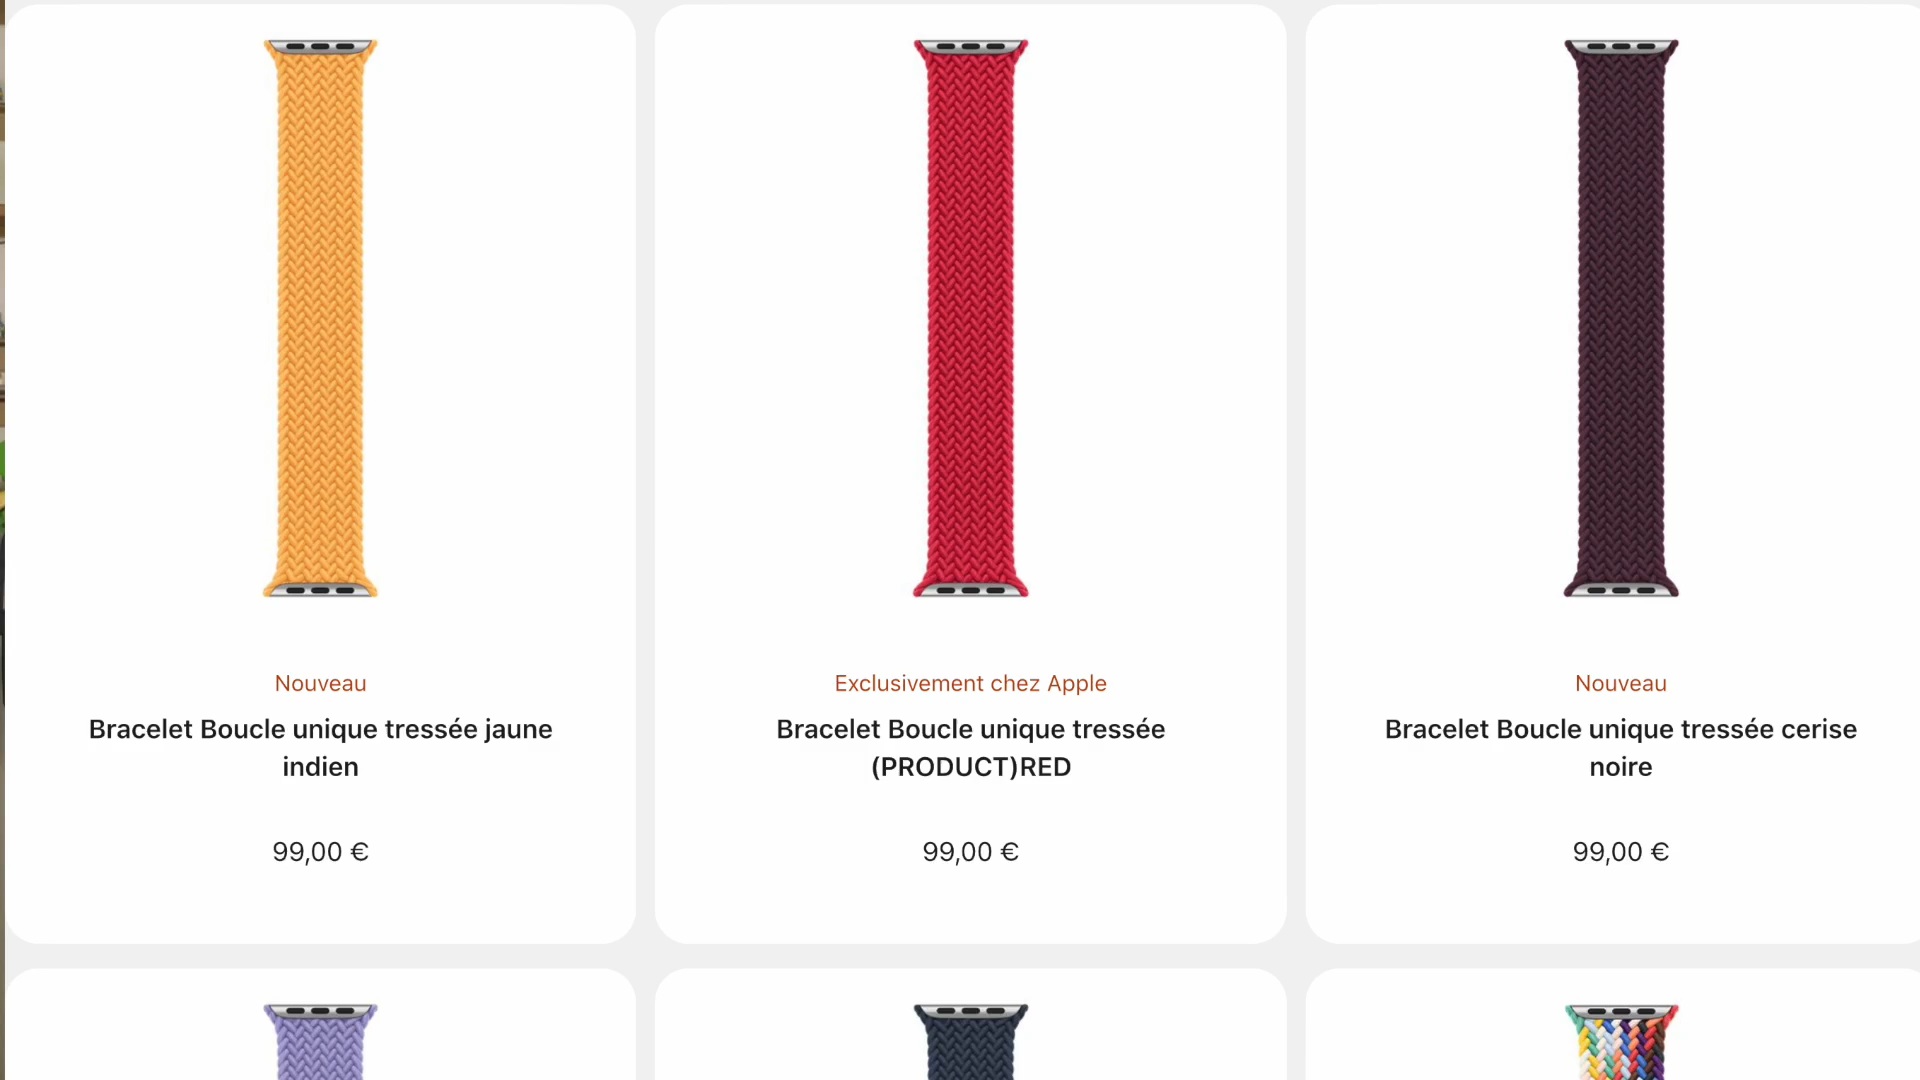 Nouveau
Bracelet Boucle unique tressée jaune
indien
99,00 €
Exclusivement chez Apple
Bracelet Boucle unique tressée
(PRODUCT)RED
99,00 €
Nouveau
Bracelet Boucle unique tressée cerise
noire
99,00 €